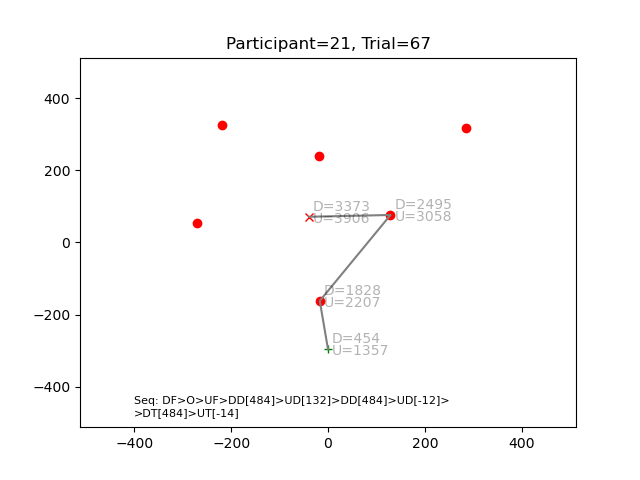 Participant=21, Trial=67
400
200
0
−200
−400
D=3373
U=3906
D=2495
U=3058
D=1828
U=2207
D=454
U=1357
Seq: DF>O>UF>DD[484]>UD[132]>DD[484]>UD[-12]>
>DT[484]>UT[-14]
−400 −200 0 200 400